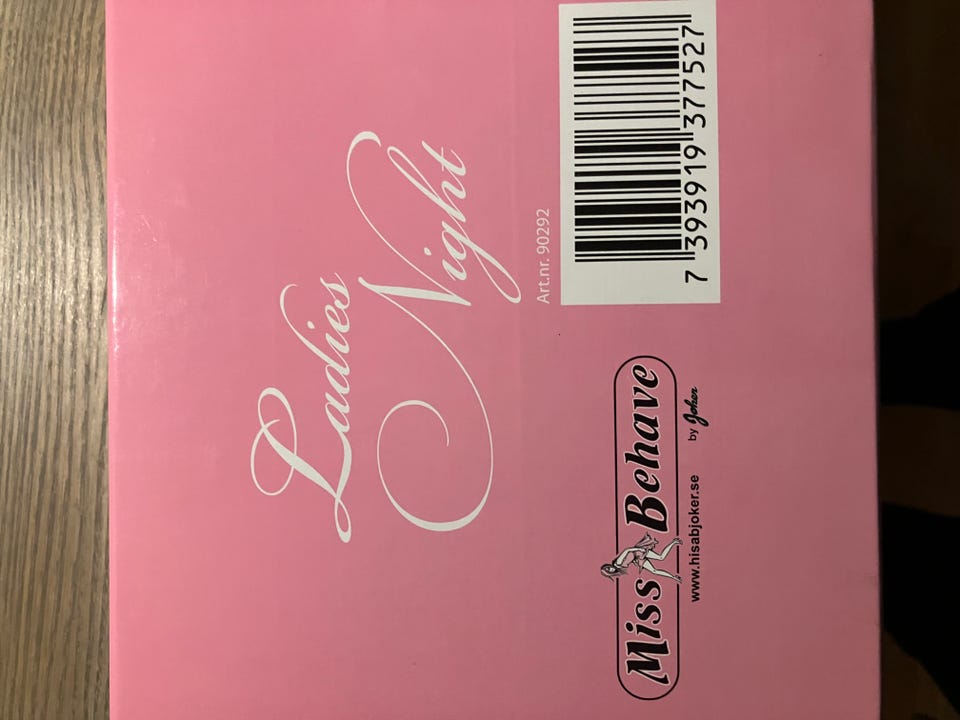 Ladies
Night
Art.nr. 90292
7 393919 377527
Miss Behave
www.hisabjoker.se
by Joker